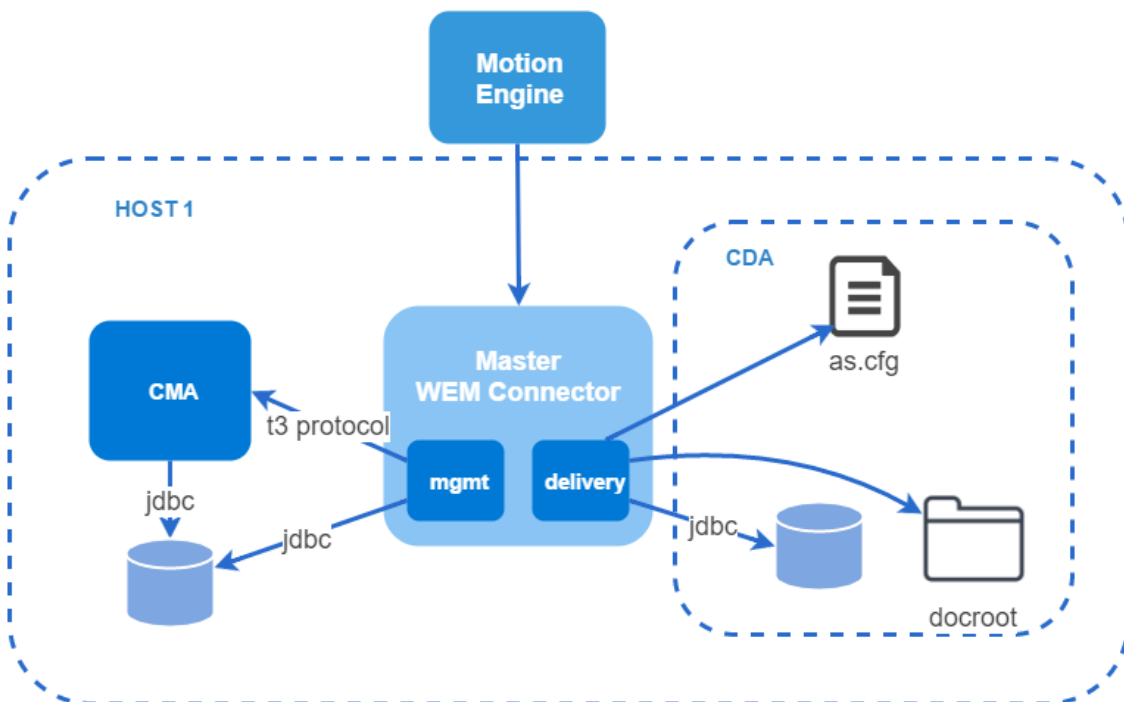 Motion
Engine
HOST 1
CDA
as.cfg
Master
WEM Connector
CMA
t3 protocol
mgmt
delivery
jdbc
jdbc
jdbc
docroot